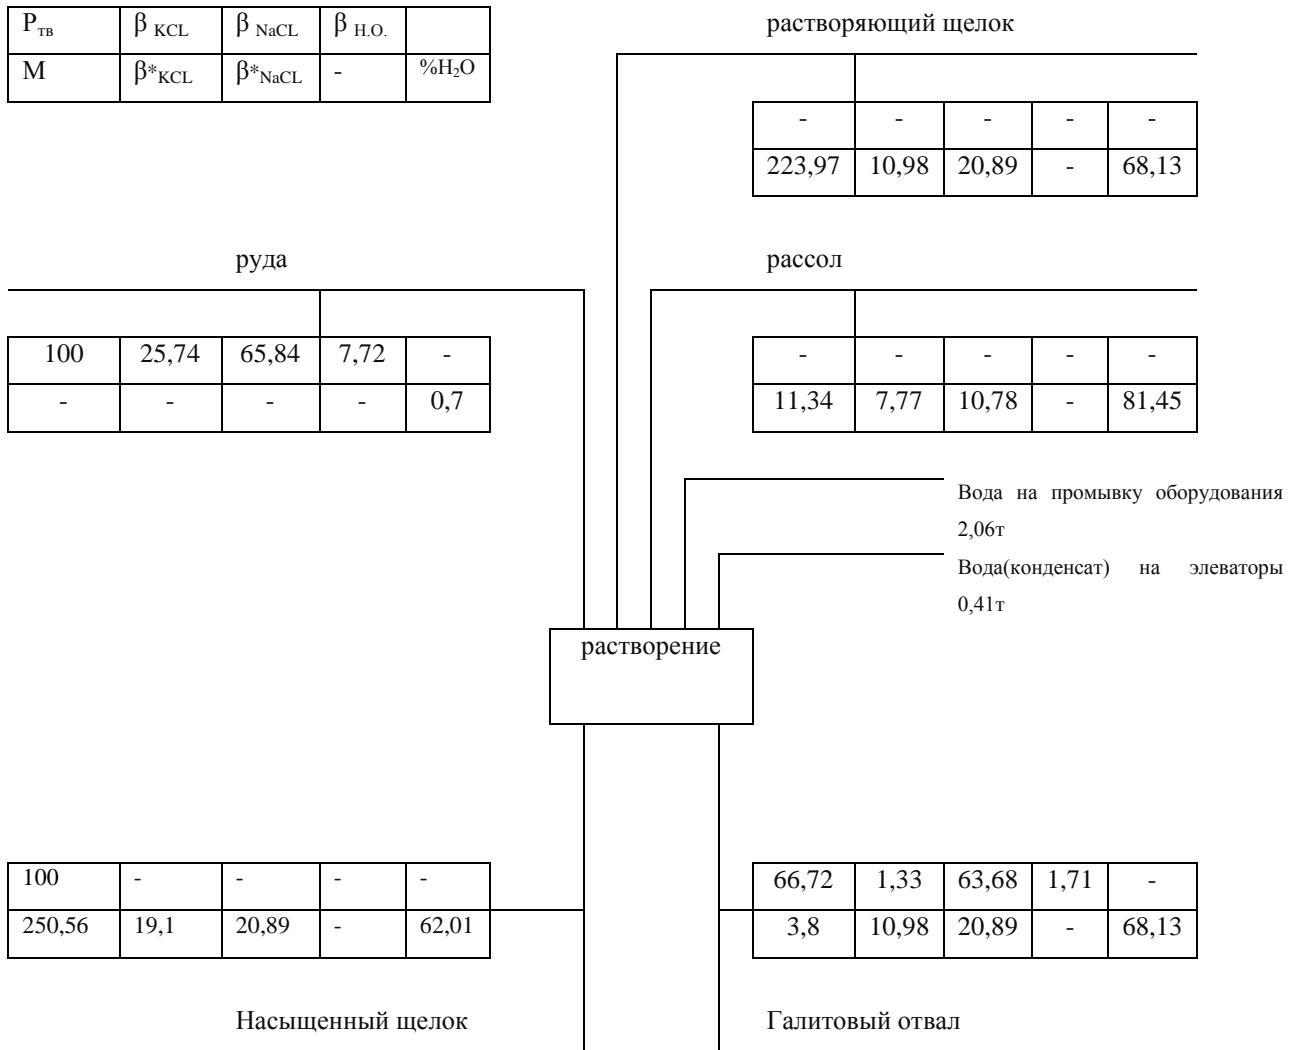 Ртв β KCL β NaCL β Н.О.
М β*KCL β*NaCL - %H₂O
растворяющий щелок
- - - - -
223,97 10,98 20,89 - 68,13
руда
100 25,74 65,84 7,72 -
- - - - 0,7
рассол
- - - - -
11,34 7,77 10,78 - 81,45
Вода на промывку оборудования
2,06т
Вода(конденсат) на элеваторы
0,41т
растворение
100 - - - -
250,56 19,1 20,89 - 62,01
66,72 1,33 63,68 1,71 -
3,8 10,98 20,89 - 68,13
Насыщенный щелок
Галитовый отвал